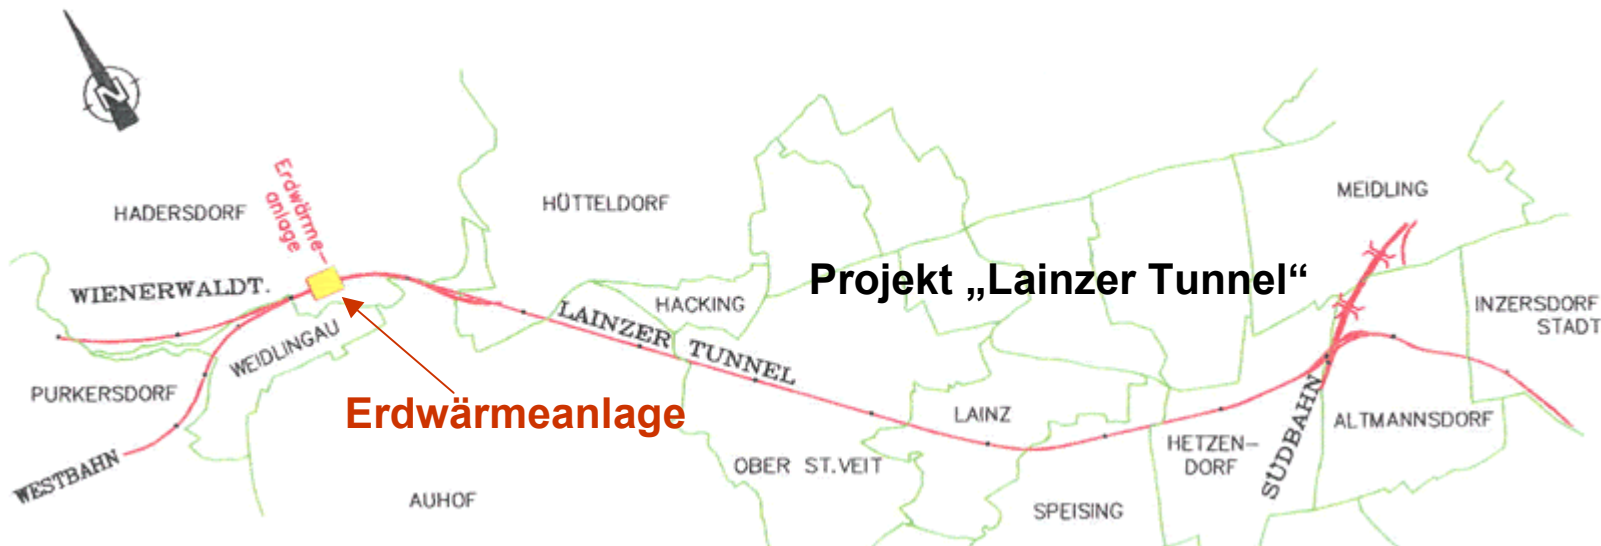 N
Erdwärme-
anlage
HADERSDORF
HÜTTELDORF
MEIDLING
WIENERWALDT.
Projekt „Lainzer Tunnel“
HACKING
INZERSDORF
STADT
LAINZER TUNNEL
WEIDLINGAU
PURKERSDORF
Erdwärmeanlage
LAINZ
ALTMANNSDORF
HETZEN-
DORF
SÜDBAHN
WESTBAHN
OBER ST.VEIT
AUHOF
SPEISING